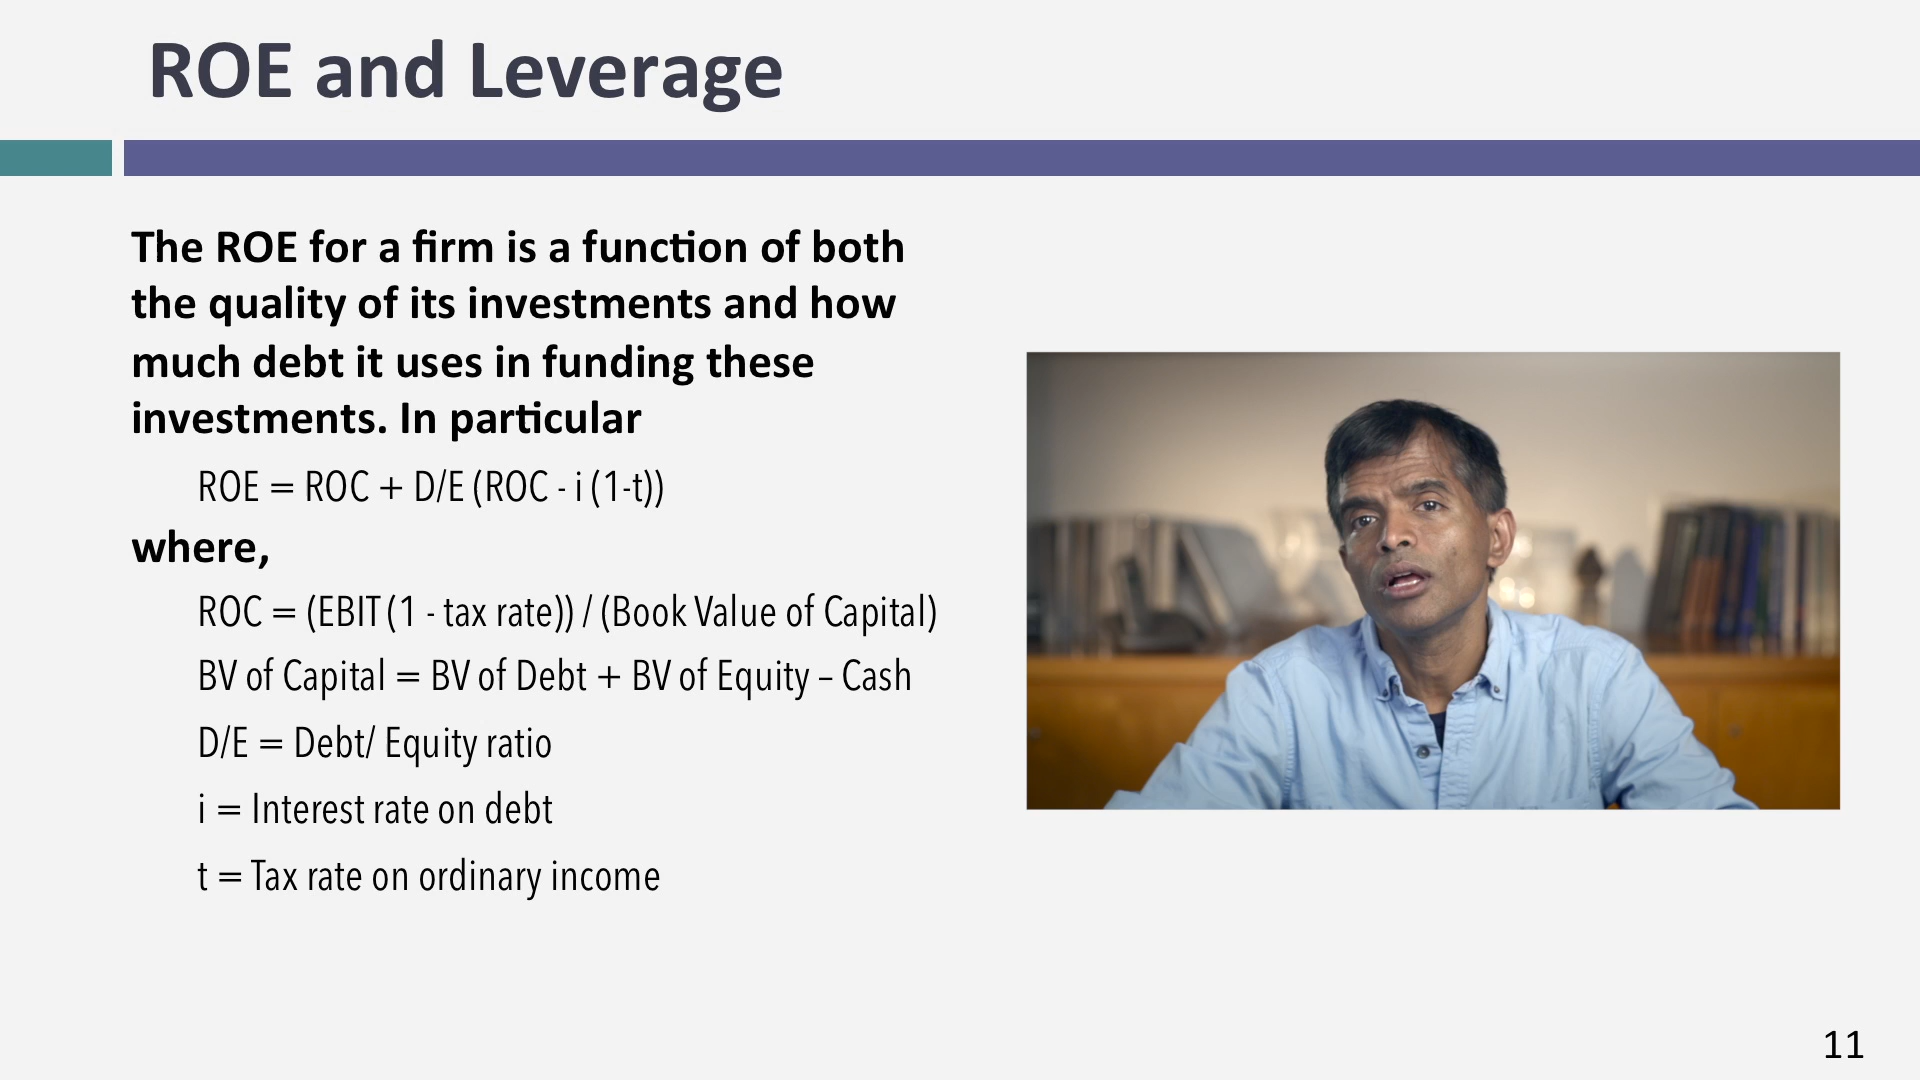 ROE and Leverage
The ROE for a firm is a function of both
the quality of its investments and how
much debt it uses in funding these
investments. In particular
ROE = ROC + D/E (ROC - i (1-t))
where,
ROC = (EBIT (1 - tax rate)) / (Book Value of Capital)
BV of Capital = BV of Debt + BV of Equity – Cash
D/E = Debt/ Equity ratio
i = Interest rate on debt
t = Tax rate on ordinary income
11